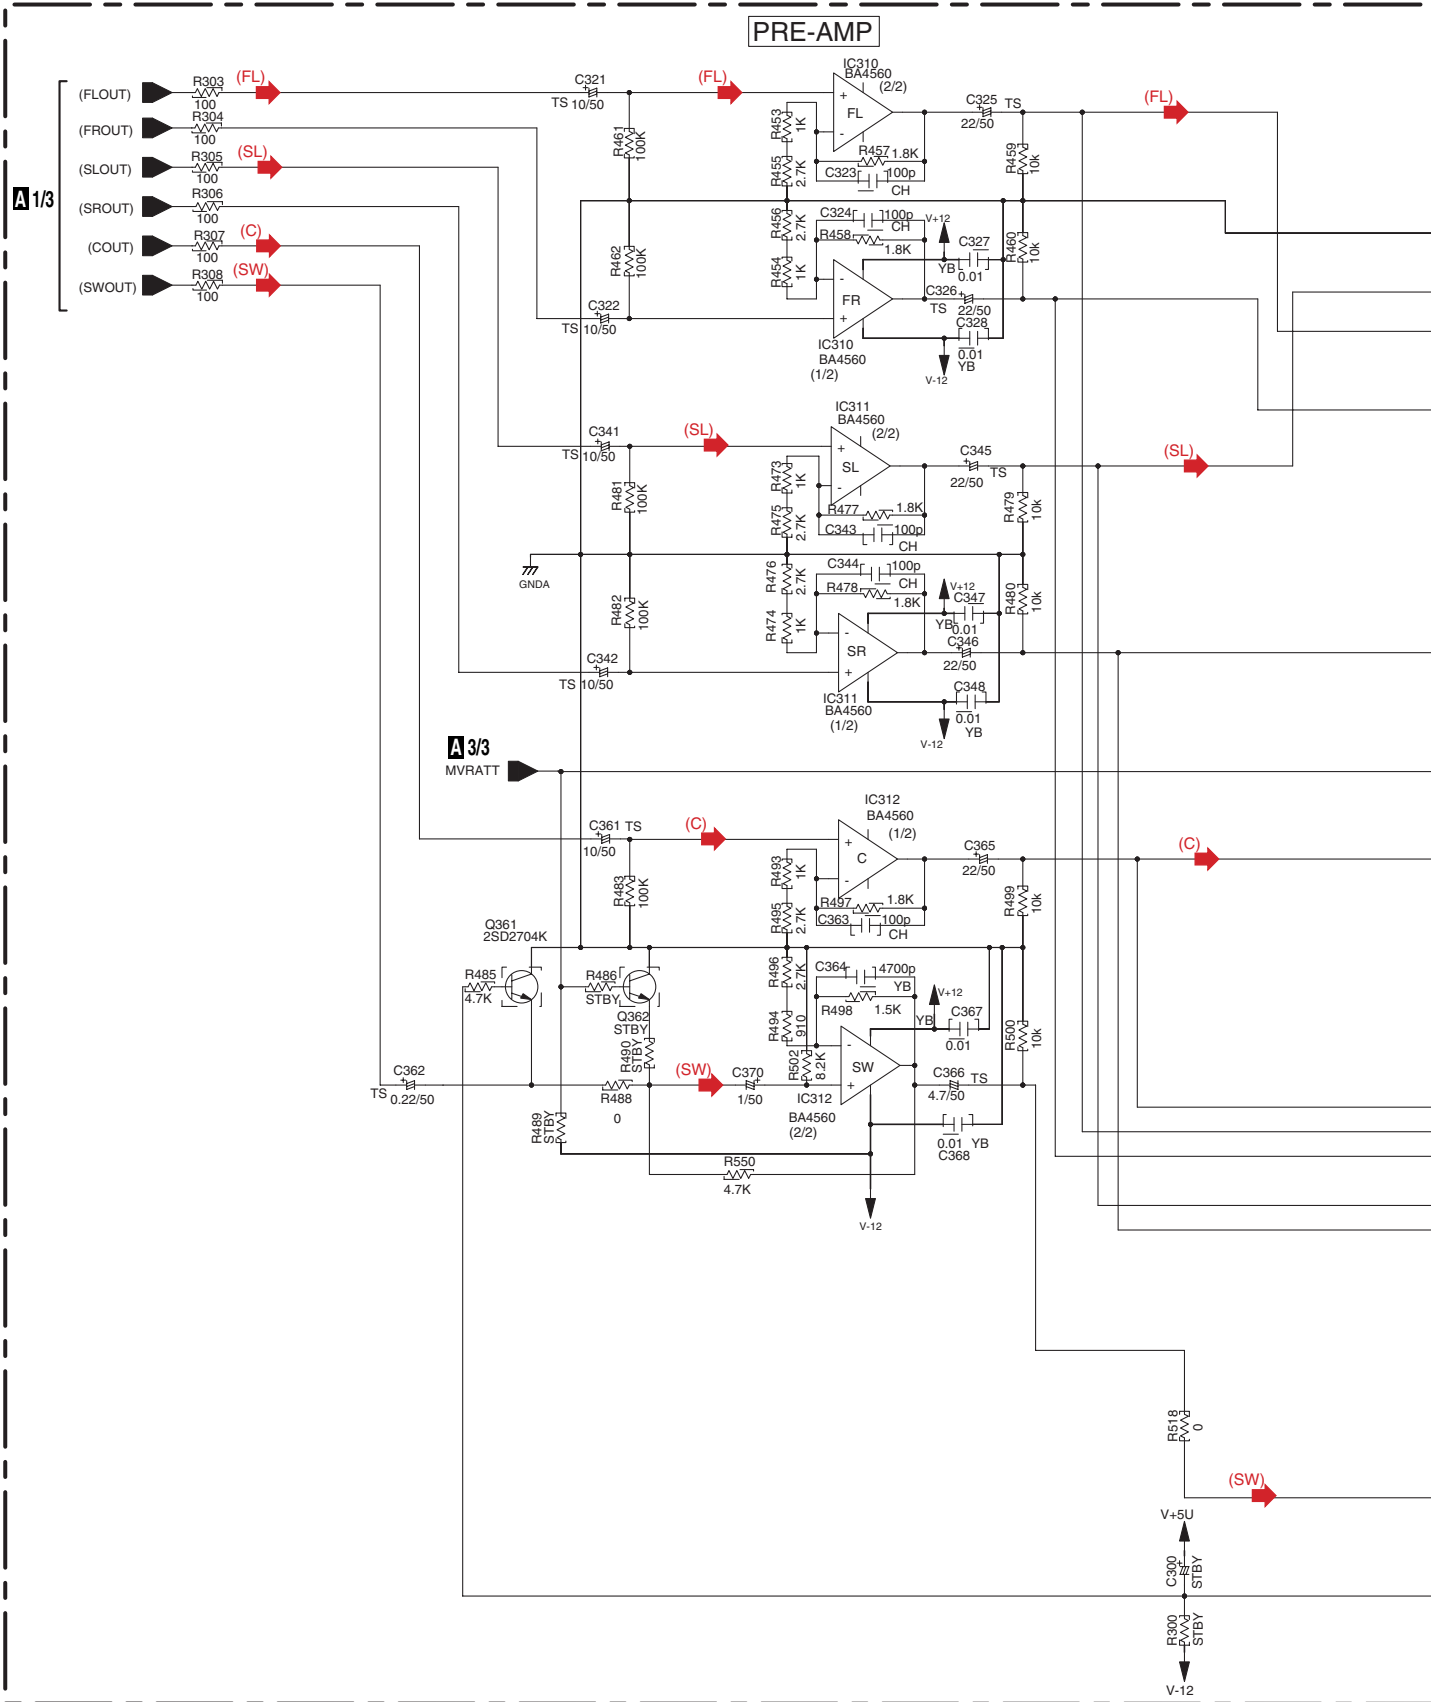 PRE-AMP
A 1/3
(FLOUT)
R303
100
(FL)
(FROUT)
R304
100
(SLOUT)
R305
100
(SL)
(SROUT)
R306
100
(COUT)
R307
100
(C)
(SWOUT)
R308
100
(SW)
C321
TS 10/50
(FL)
R461
100K
R462
100K
C322
TS 10/50
IC310
BA4560
(2/2)
+
FL
-
R453
1K
R455
2.7K
R457 1.8K
C323 100p
CH
C325 TS
22/50
R459
10k
(FL)
R456
2.7K
R454
1K
C324 100p
CH
R458
1.8K
V+12
C327
YB
0.01
R460
10k
-
FR
+
C326
TS 22/50
C328
0.01
YB
V-12
IC310
BA4560
(1/2)
C341
TS 10/50
(SL)
R481
100K
GNDA
R482
100K
C342
TS 10/50
IC311
BA4560
(2/2)
+
SL
-
R473
1K
R475
2.7K
R477 1.8K
C343 100p
CH
C345
TS
22/50
R479
10k
(SL)
R476
2.7K
R474
1K
C344 100p
CH
R478
1.8K
V+12
C347
YB
0.01
R480
10k
-
SR
+
C346
22/50
C348
0.01
YB
V-12
IC311
BA4560
(1/2)
A 3/3
MVRATT
C361 TS
10/50
(C)
R483
100K
IC312
BA4560
(1/2)
+
C
-
R493
1K
R495
2.7K
R497 1.8K
C363 100p
CH
C365
22/50
R499
10k
(C)
Q361
2SD2704K
R485
4.7K
R486
STBY
Q362
STBY
R490
STBY
R496
2.7K
R494
910
C364 4700p
YB
R498 1.5K
V+12
C367
YB
0.01
R500
10k
R502
8.2K
-
SW
+
C362
TS 0.22/50
R488
0
(SW)
C370
1/50
IC312
BA4560
(2/2)
C366 TS
4.7/50
R489
STBY
0.01 YB
C368
R550
4.7K
V-12
R518
0
(SW)
V+5U
C300
STBY
R300
STBY
V-12